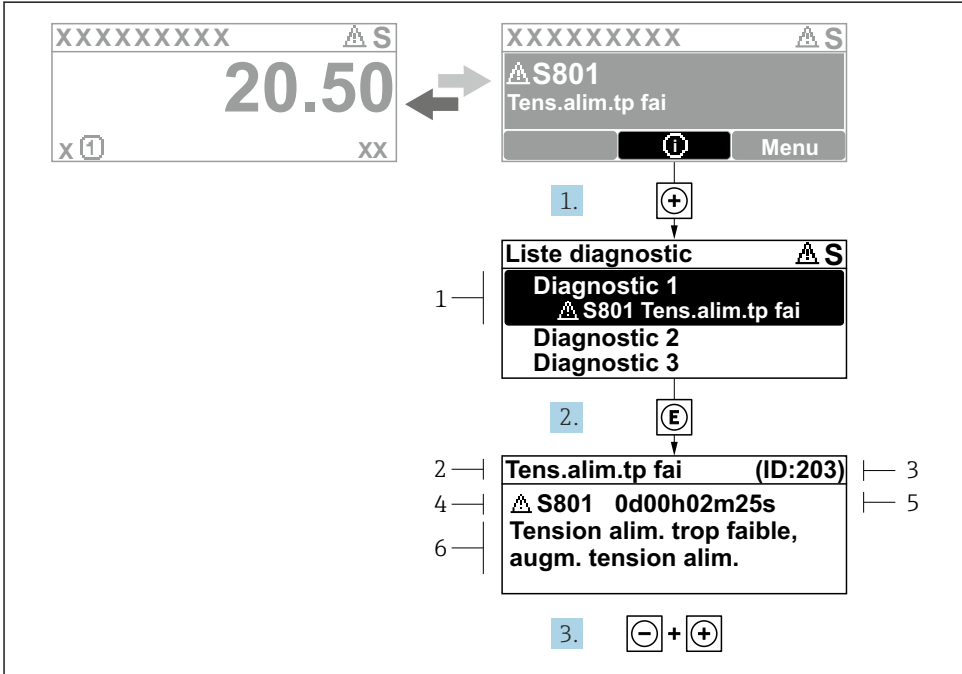 XXXXXXXXX ⚠ S
20.50
x ① XX
XXXXXXXXX ⚠ S
⚠ S801
Tens.alim.tp fai
ⓘ Menu
1. +
Liste diagnostic ⚠ S
1
Diagnostic 1
⚠ S801 Tens.alim.tp fai
Diagnostic 2
Diagnostic 3
2. E
2 Tens.alim.tp fai (ID:203) 3
4 ⚠ S801 0d00h02m25s 5
6
Tension alim. trop faible,
augm. tension alim.
3. - + +